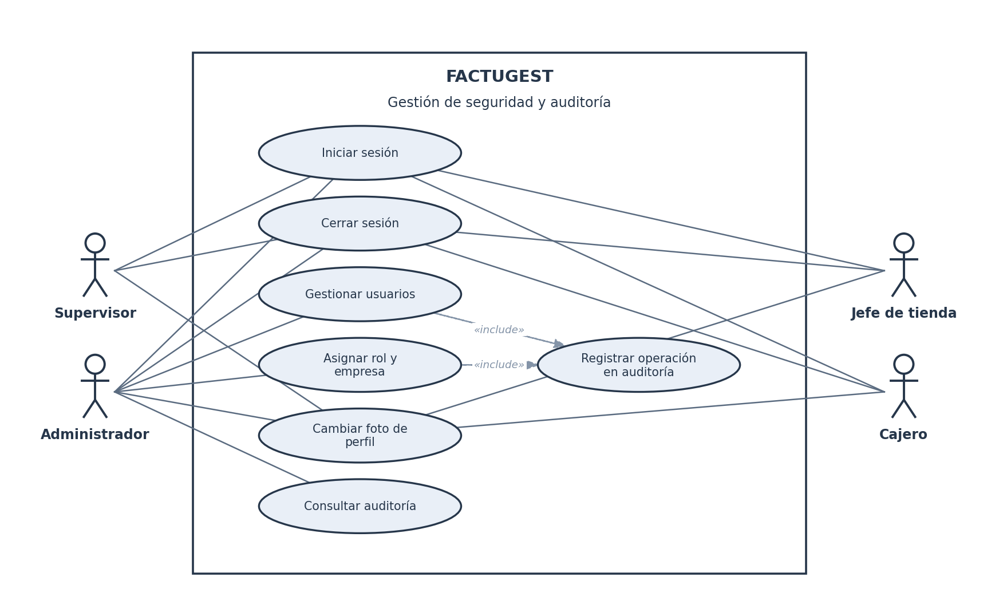 FACTUGEST
Gestión de seguridad y auditoría
Iniciar sesión
Cerrar sesión
Gestionar usuarios
«include»
Asignar rol y
empresa
«include»
Registrar operación
en auditoría
Cambiar foto de
perfil
Consultar auditoría
Supervisor
Administrador
Jefe de tienda
Cajero